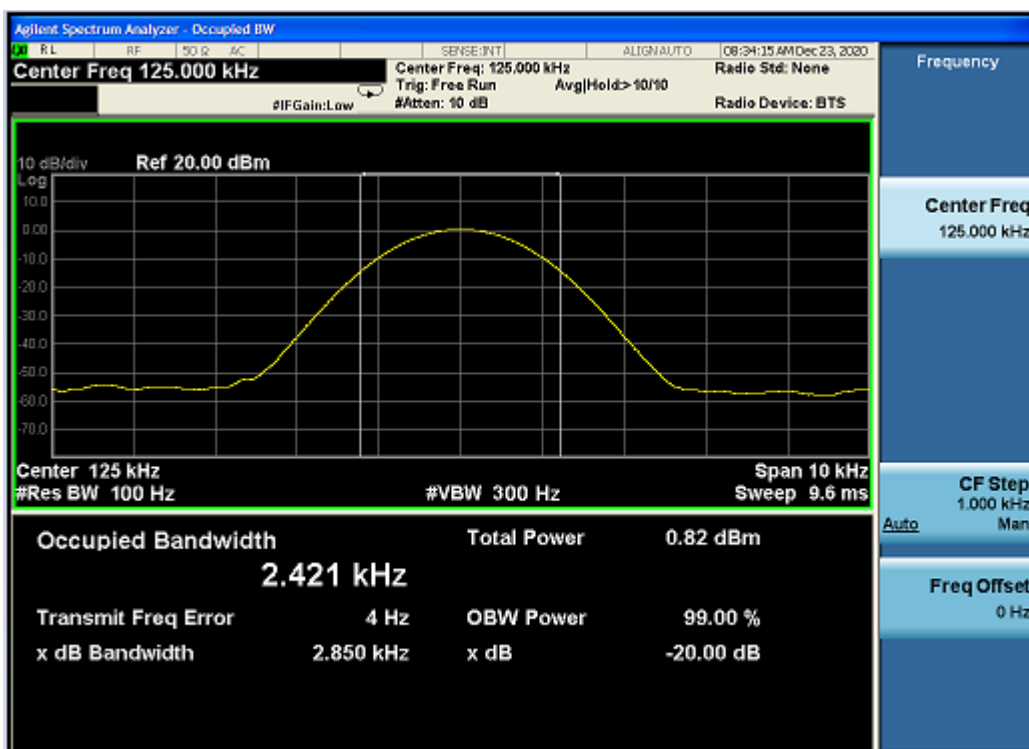 Agilent Spectrum Analyzer - Occupied BW
RL RF 50 Ω AC SENSE:INT ALIGNAUTO 08:34:15 AM Dec 23, 2020
Center Freq 125.000 kHz
Center Freq: 125.000 kHz
Radio Std: None
Trig: Free Run
Avg|Hold:>10/10
#IFGain:Low
#Atten: 10 dB
Radio Device: BTS
10 dB/div Ref 20.00 dBm
Log
10.0
0.00
-10.0
-20.0
-30.0
-40.0
-50.0
-60.0
-70.0
Center 125 kHz Span 10 kHz
#Res BW 100 Hz #VBW 300 Hz Sweep 9.6 ms
Occupied Bandwidth Total Power 0.82 dBm
2.421 kHz
Transmit Freq Error 4 Hz OBW Power 99.00 %
x dB Bandwidth 2.850 kHz x dB -20.00 dB
Frequency
Center Freq
125.000 kHz
CF Step
1.000 kHz
Auto Man
Freq Offset
0 Hz